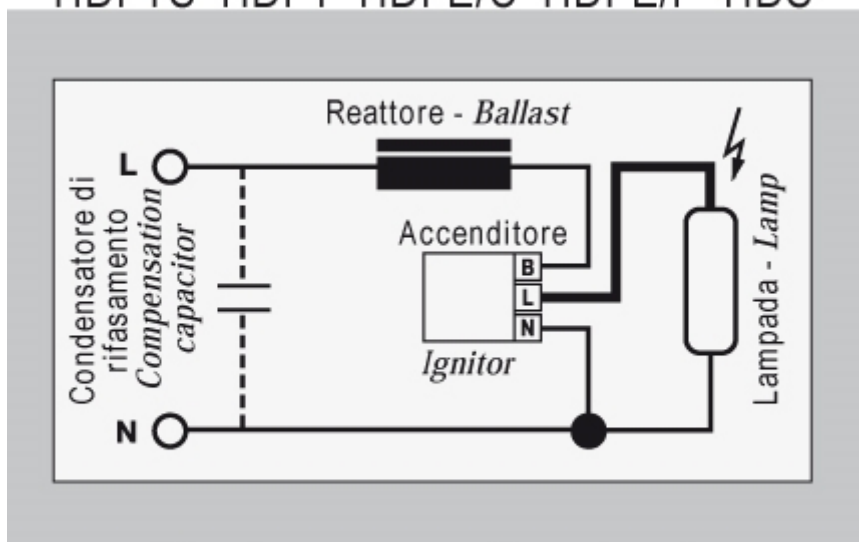 Reattore - Ballast
L
Condensatore di
rifasamento
Compensation
capacitor
Accenditore
B
L
N
Ignitor
Lampada - Lamp
N